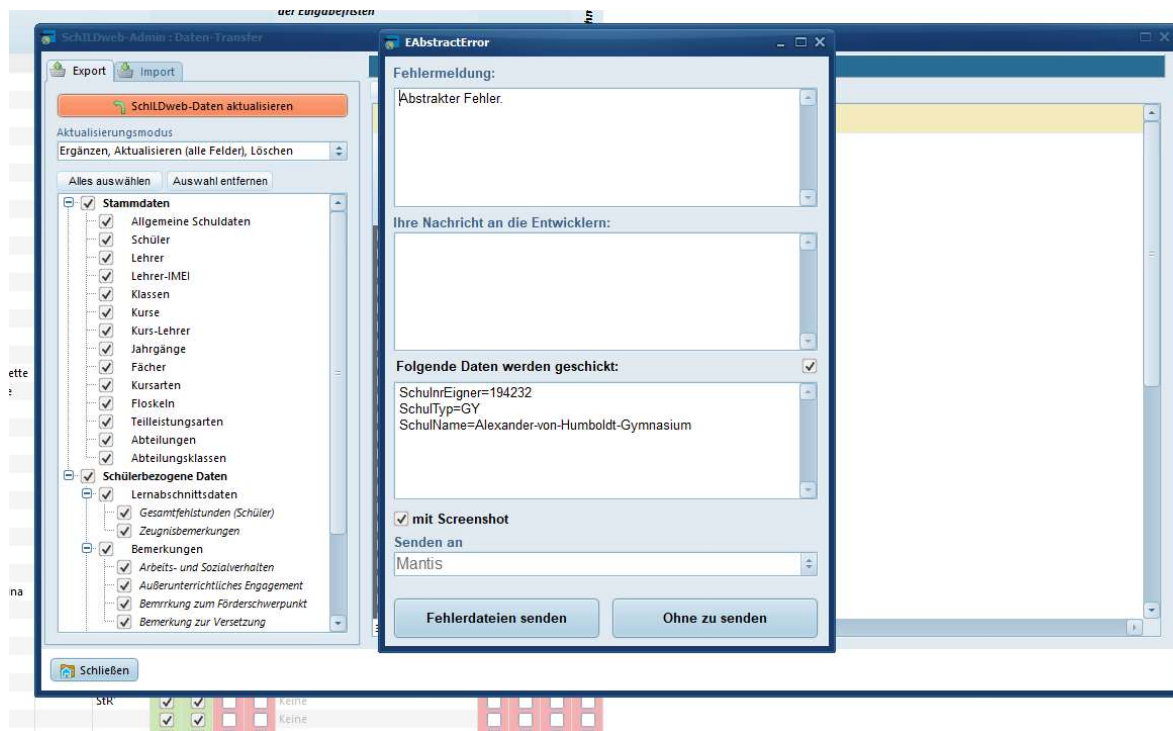 der Eingabefristen
SchILDweb-Admin : Daten-Transfer
Export
Import
SchILDweb-Daten aktualisieren
Aktualisierungsmodus
Ergänzen, Aktualisieren (alle Felder), Löschen
Alles auswählen
Auswahl entfernen
Stammdaten
Allgemeine Schuldaten
Schüler
Lehrer
Lehrer-IMEI
Klassen
Kurse
Kurs-Lehrer
Jahrgänge
Fächer
Kursarten
Floskeln
Teilleistungsarten
Abteilungen
Abteilungsklassen
Schülerbezogene Daten
Lernabschnittsdaten
Gesamtfehlstunden (Schüler)
Zeugnisbemerkungen
Bemerkungen
Arbeits- und Sozialverhalten
Außerunterrichtliches Engagement
Bemrrkung zum Förderschwerpunkt
Bemerkung zur Versetzung
Schließen
EAbstractError
Fehlermeldung:
Abstrakter Fehler.
Ihre Nachricht an die Entwicklern:
Folgende Daten werden geschickt:
SchulnrEigner=194232
SchulTyp=GY
SchulName=Alexander-von-Humboldt-Gymnasium
mit Screenshot
Senden an
Mantis
Fehlerdateien senden
Ohne zu senden
ette
ina
StR'
Keine
Keine